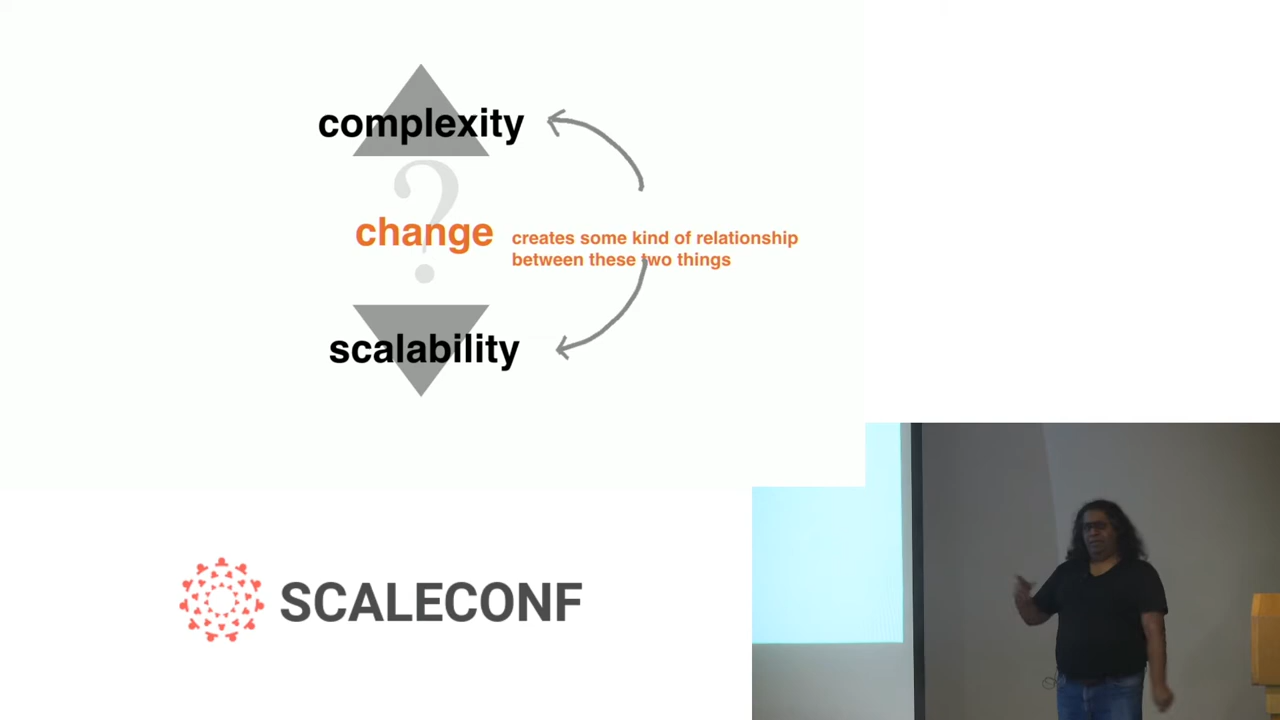 complexity
?
change
creates some kind of relationship
between these two things
scalability
SCALECONF